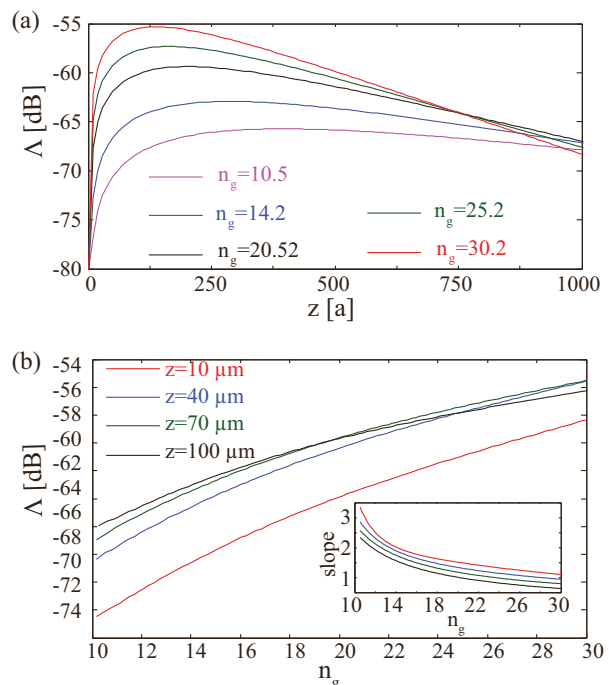 (a)
-55
-60
-65
-70
-75
-80
Λ [dB]
n_g=10.5
n_g=14.2
n_g=20.52
n_g=25.2
n_g=30.2
0 250 500 750 1000
z [a]
(b)
-54
-56
-58
-60
-62
-64
-66
-68
-70
-72
-74
Λ [dB]
z=10 µm
z=40 µm
z=70 µm
z=100 µm
3
2
1
slope
10 14 18 22 26 30
n_g
10 12 14 16 18 20 22 24 26 28 30
n_g